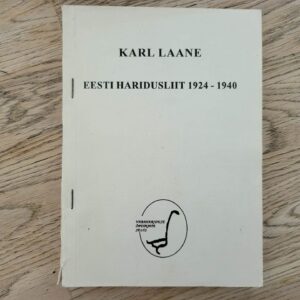 KARL LAANE
EESTI HARIDUSLIIT 1924 - 1940